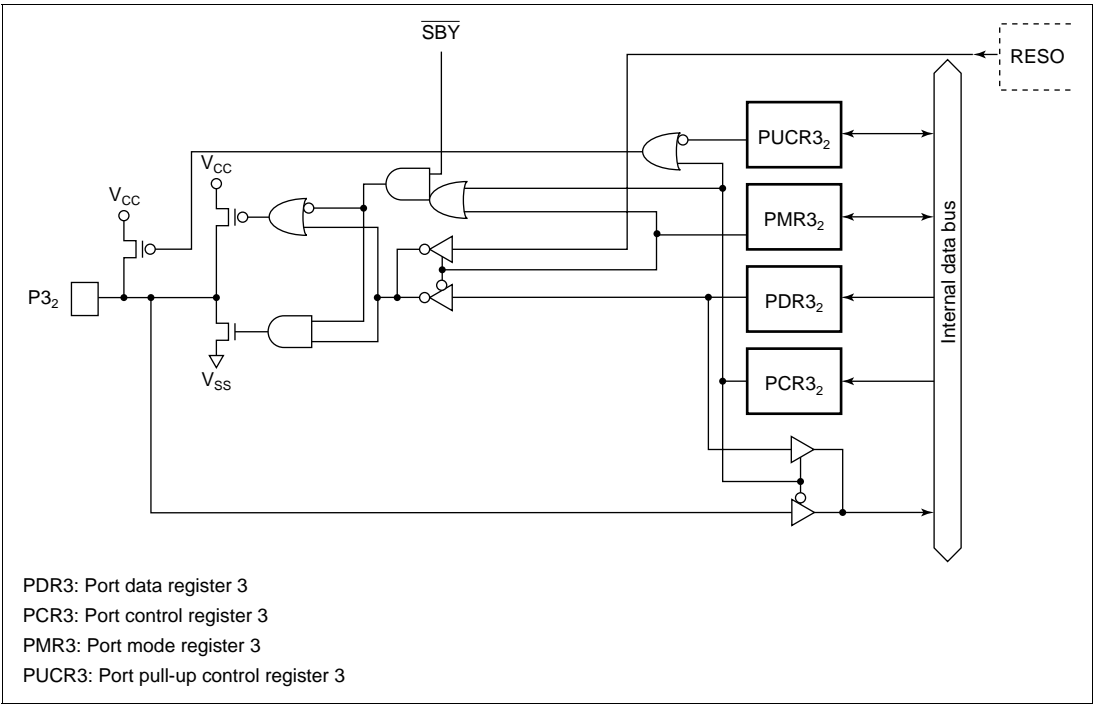 SBY
RESO
PUCR3₂
V_CC
V_CC
PMR3₂
Internal data bus
P3₂
PDR3₂
V_SS
PCR3₂
PDR3: Port data register 3
PCR3: Port control register 3
PMR3: Port mode register 3
PUCR3: Port pull-up control register 3